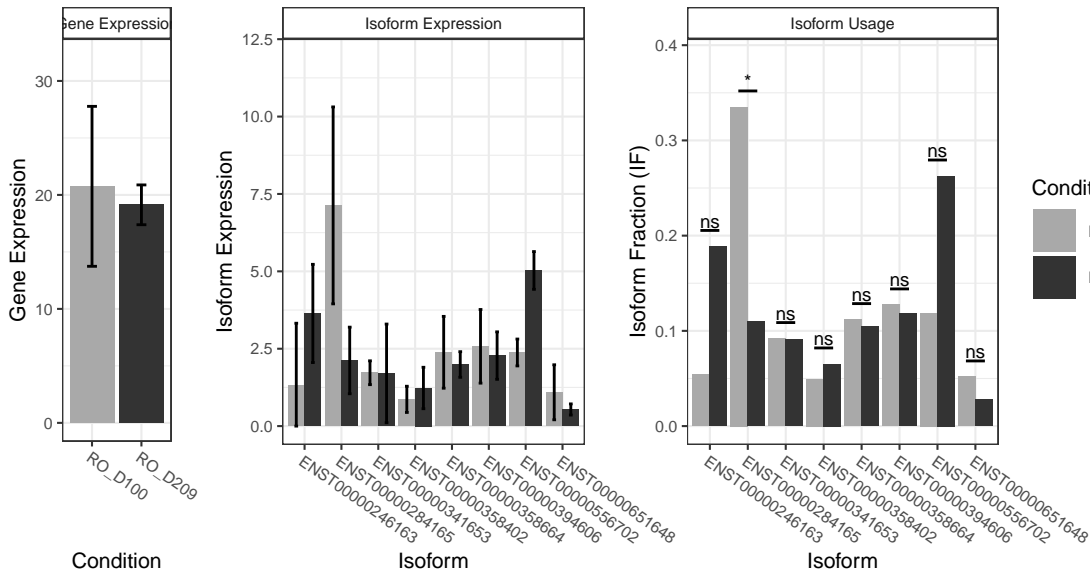 Gene Expression
Isoform Expression
Isoform Usage
Gene Expression
30
20
10
0
RO_D100
RO_D209
Condition
Isoform Expression
12.5
10.0
7.5
5.0
2.5
0.0
ENST00000246163
ENST00000284165
ENST00000341653
ENST00000358402
ENST00000358664
ENST00000394606
ENST00000556702
ENST00000651648
Isoform
Isoform Fraction (IF)
0.4
0.3
0.2
0.1
0.0
ns
*
ns
ns
ns
ns
ns
ns
ENST00000246163
ENST00000284165
ENST00000341653
ENST00000358402
ENST00000358664
ENST00000394606
ENST00000556702
ENST00000651648
Isoform
Condit